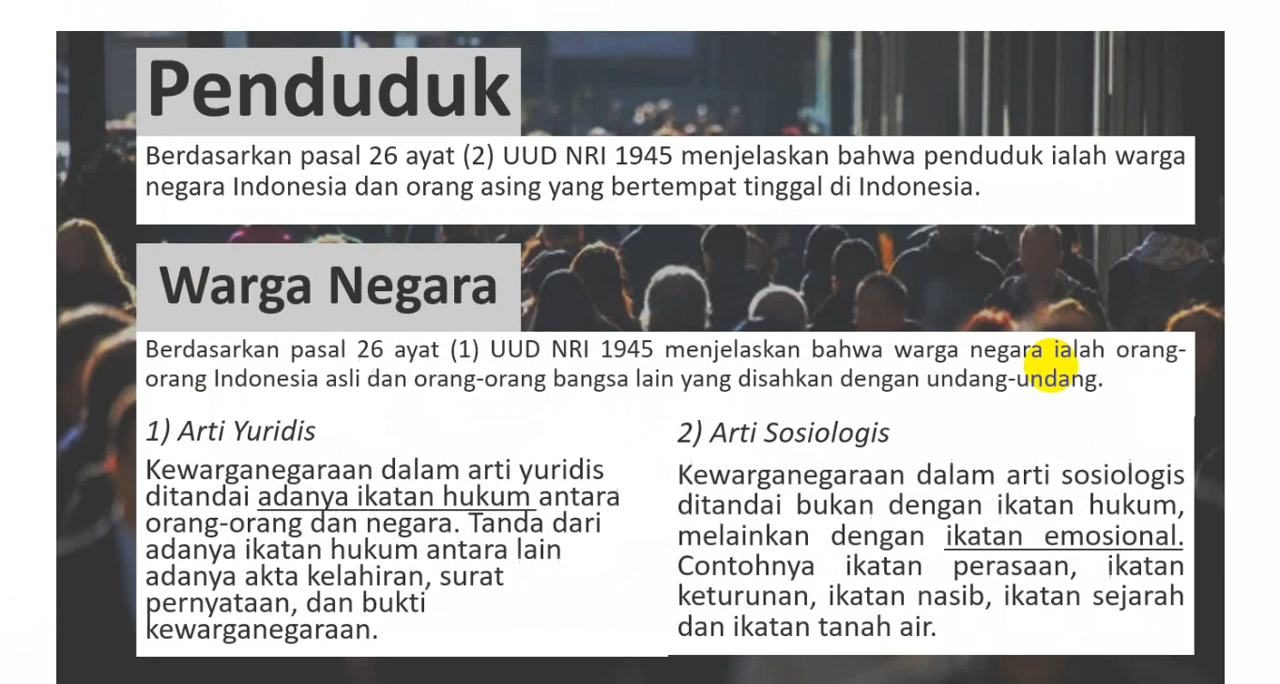 Penduduk
Berdasarkan pasal 26 ayat (2) UUD NRI 1945 menjelaskan bahwa penduduk ialah warga
negara Indonesia dan orang asing yang bertempat tinggal di Indonesia.
Warga Negara
Berdasarkan pasal 26 ayat (1) UUD NRI 1945 menjelaskan bahwa warga negara ialah orang-
orang Indonesia asli dan orang-orang bangsa lain yang disahkan dengan undang-undang.
1) Arti Yuridis
Kewarganegaraan dalam arti yuridis
ditandai adanya ikatan hukum antara
orang-orang dan negara. Tanda dari
adanya ikatan hukum antara lain
adanya akta kelahiran, surat
pernyataan, dan bukti
kewarganegaraan.
2) Arti Sosiologis
Kewarganegaraan dalam arti sosiologis
ditandai bukan dengan ikatan hukum,
melainkan dengan ikatan emosional.
Contohnya ikatan perasaan, ikatan
keturunan, ikatan nasib, ikatan sejarah
dan ikatan tanah air.